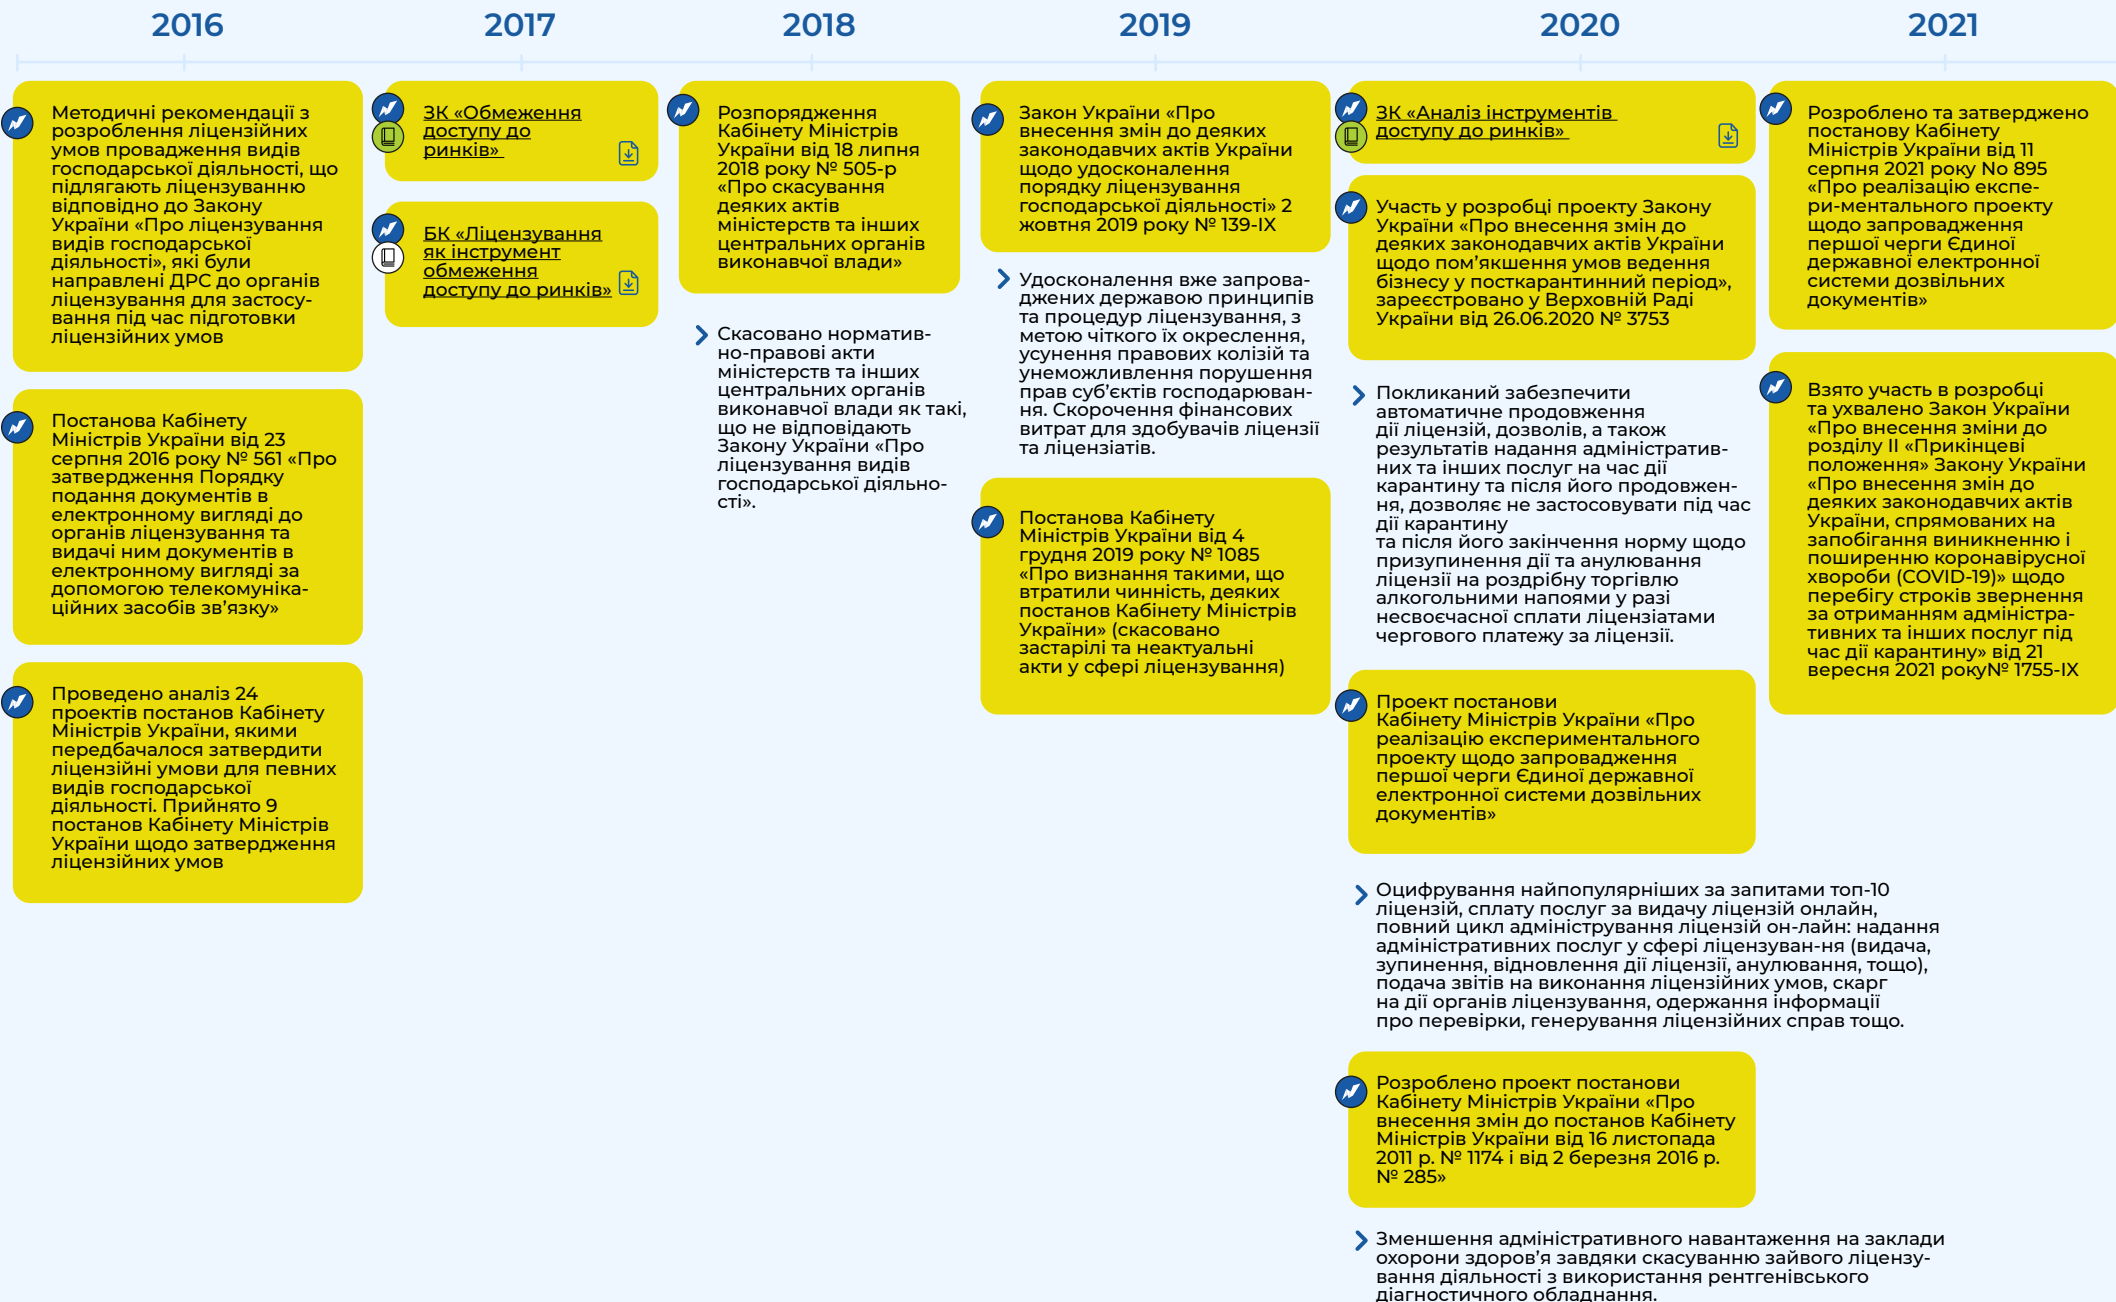 2016
2017
2018
2019
2020
2021
Методичні рекомендації з
розроблення ліцензійних
умов провадження видів
господарської діяльності, що
підлягають ліцензуванню
відповідно до Закону
України «Про ліцензування
видів господарської
діяльності», які були
направлені ДРС до органів
ліцензування для застосу-
вання під час підготовки
ліцензійних умов
Постанова Кабінету
Міністрів України від 23
серпня 2016 року № 561 «Про
затвердження Порядку
подання документів в
електронному вигляді до
органів ліцензування та
видачі ним документів в
електронному вигляді за
допомогою телекомуніка-
ційних засобів зв’язку»
Проведено аналіз 24
проектів постанов Кабінету
Міністрів України, якими
передбачалося затвердити
ліцензійні умови для певних
видів господарської
діяльності. Прийнято 9
постанов Кабінету Міністрів
України щодо затвердження
ліцензійних умов
ЗК «Обмеження
доступу до
ринків»
БК «Ліцензування
як інструмент
обмеження
доступу до ринків»
Розпорядження
Кабінету Міністрів
України від 18 липня
2018 року № 505-р
«Про скасування
деяких актів
міністерств та інших
центральних органів
виконавчої влади»
Скасовано норматив-
но-правові акти
міністерств та інших
центральних органів
виконавчої влади як такі,
що не відповідають
Закону України «Про
ліцензування видів
господарської діяльно-
сті».
Закон України «Про
внесення змін до деяких
законодавчих актів України
щодо удосконалення
порядку ліцензування
господарської діяльності» 2
жовтня 2019 року № 139-ІХ
Удосконалення вже запрова-
джених державою принципів
та процедур ліцензування, з
метою чіткого їх окреслення,
усунення правових колізій та
унеможливлення порушення
прав суб’єктів господарюван-
ня. Скорочення фінансових
витрат для здобувачів ліцензії
та ліцензіатів.
Постанова Кабінету
Міністрів України від 4
грудня 2019 року № 1085
«Про визнання такими, що
втратили чинність, деяких
постанов Кабінету Міністрів
України» (скасовано
застарілі та неактуальні
акти у сфері ліцензування)
ЗК «Аналіз інструментів
доступу до ринків»
Участь у розробці проекту Закону
України «Про внесення змін до
деяких законодавчих актів України
щодо пом’якшення умов ведення
бізнесу у посткарантинний період»,
зареєстровано у Верховній Раді
України від 26.06.2020 № 3753
Покликаний забезпечити
автоматичне продовження
дії ліцензій, дозволів, а також
результатів надання адміністратив-
них та інших послуг на час дії
карантину та після його продовжен-
ня, дозволяє не застосовувати під час
дії карантину
та після його закінчення норму щодо
призупинення дії та анулювання
ліцензії на роздрібну торгівлю
алкогольними напоями у разі
несвоєчасної сплати ліцензіатами
чергового платежу за ліцензії.
Проект постанови
Кабінету Міністрів України «Про
реалізацію експериментального
проекту щодо запровадження
першої черги Єдиної державної
електронної системи дозвільних
документів»
Оцифрування найпопулярніших за запитами топ-10
ліцензій, сплату послуг за видачу ліцензій онлайн,
повний цикл адміністрування ліцензій он-лайн: надання
адміністративних послуг у сфері ліцензуван-ня (видача,
зупинення, відновлення дії ліцензії, анулювання, тощо),
подача звітів на виконання ліцензійних умов, скарг
на дії органів ліцензування, одержання інформації
про перевірки, генерування ліцензійних справ тощо.
Розроблено проект постанови
Кабінету Міністрів України «Про
внесення змін до постанов Кабінету
Міністрів України від 16 листопада
2011 р. № 1174 і від 2 березня 2016 р.
№ 285»
Зменшення адміністративного навантаження на заклади
охорони здоров’я завдяки скасуванню зайвого ліцензу-
вання діяльності з використання рентгенівського
діагностичного обладнання.
Розроблено та затверджено
постанову Кабінету
Міністрів України від 11
серпня 2021 року No 895
«Про реалізацію експе-
ри-ментального проекту
щодо запровадження
першої черги Єдиної
державної електронної
системи дозвільних
документів»
Взято участь в розробці
та ухвалено Закон України
«Про внесення зміни до
розділу II «Прикінцеві
положення» Закону України
«Про внесення змін до
деяких законодавчих актів
України, спрямованих на
запобігання виникненню і
поширенню коронавірусної
хвороби (COVID-19)» щодо
перебігу строків звернення
за отриманням адміністра-
тивних та інших послуг під
час дії карантину» від 21
вересня 2021 року№ 1755-IX